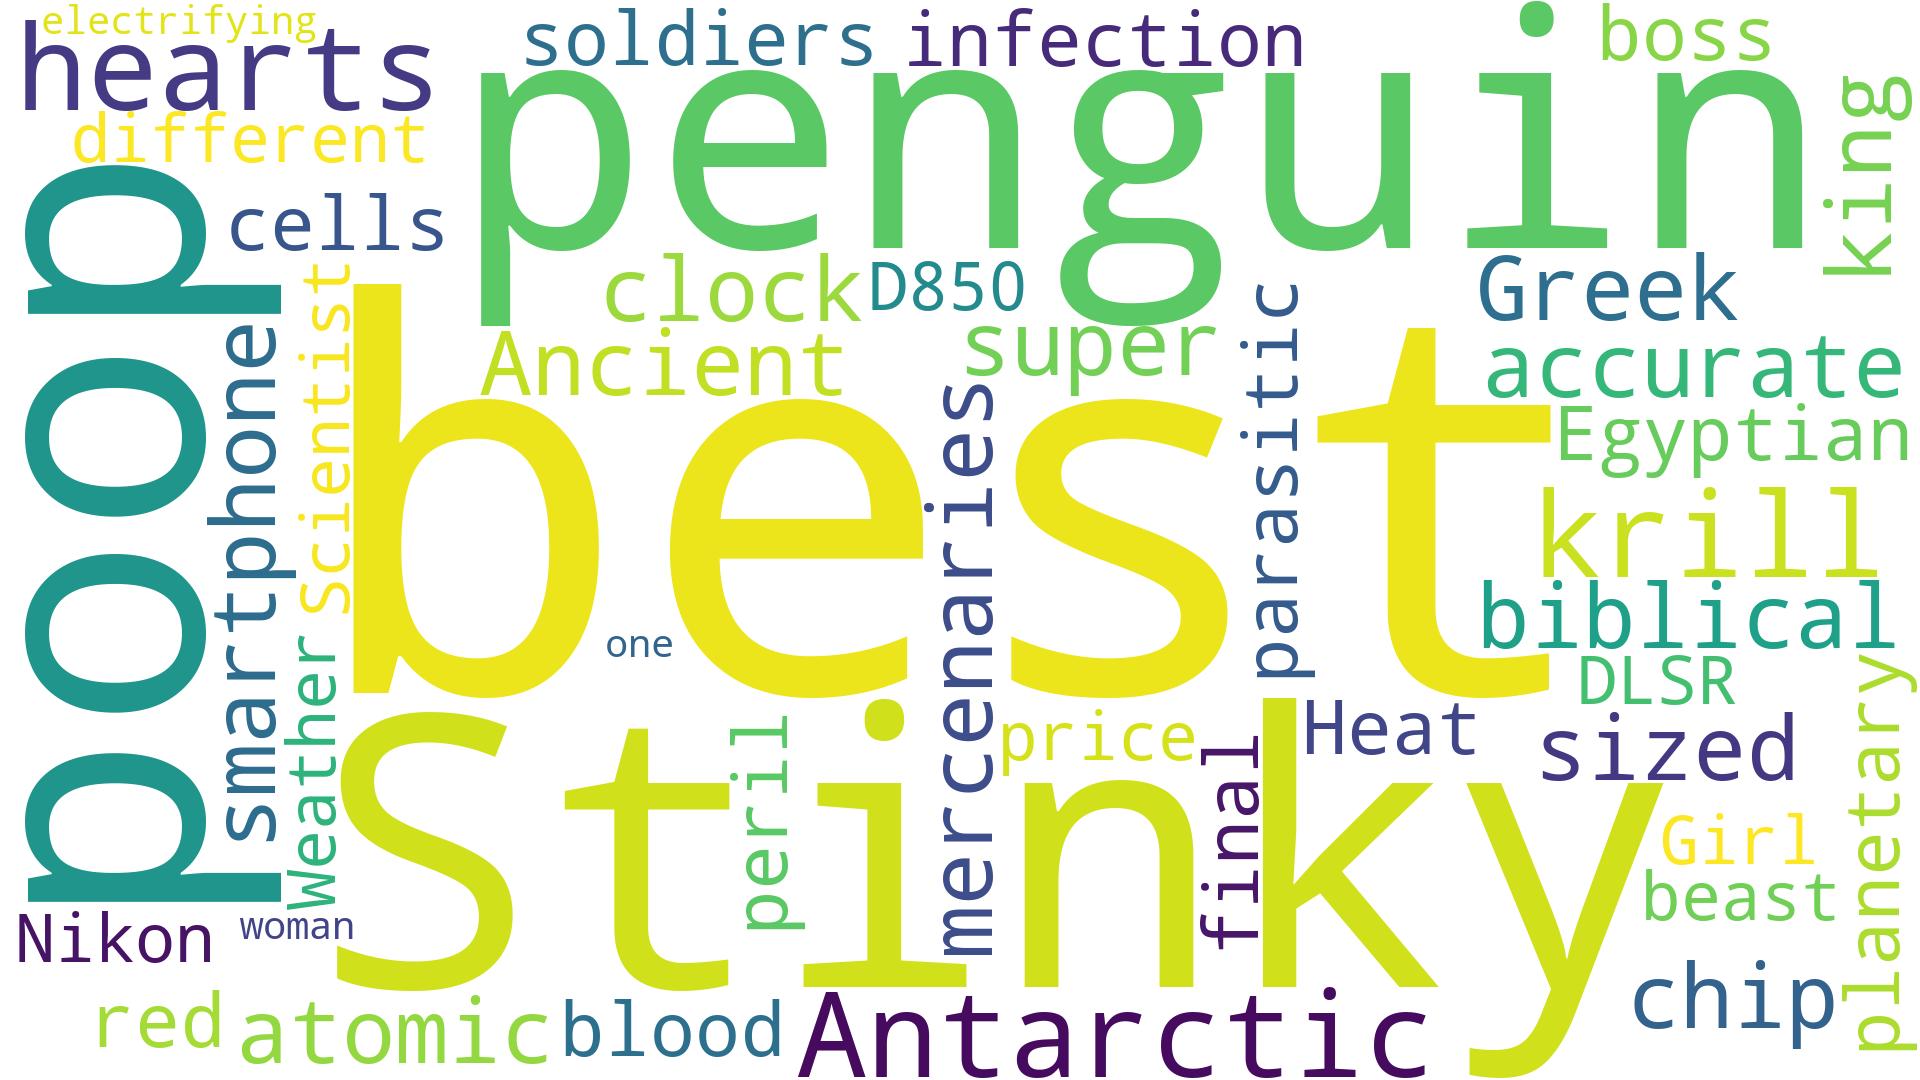 electrifying
hearts
soldiers
infection
boss
penguin
king
different
poop
cells
clock
D850
Greek
Scientist
smartphone
Ancient
super
parasitic
accurate
best
mercenaries
Egyptian
krill
biblical
one
Weather
DLSR
planetary
Stinky
peril
price
final
Heat
sized
Girl
beast
Nikon
woman
red
atomic
blood
Antarctic
chip